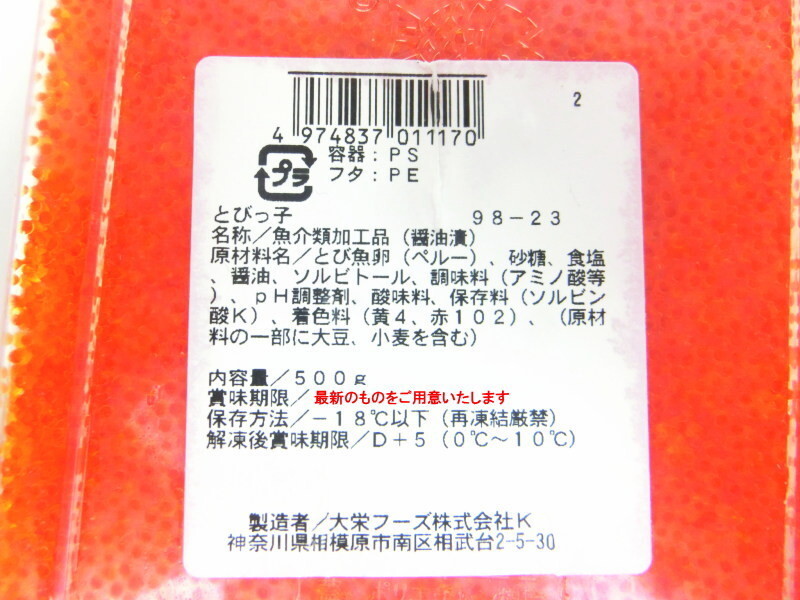 2
4 974837 011170
プラ
容器：PS
フタ：PE
とびっ子 98-23
名称／魚介類加工品（醤油漬）
原材料名／とび魚卵（ペルー）、砂糖、食塩
、醤油、ソルビトール、調味料（アミノ酸等
）、pH調整剤、酸味料、保存料（ソルビン
酸K）、着色料（黄4、赤102）、（原材
料の一部に大豆、小麦を含む）
内容量／500g
賞味期限／最新のものをご用意いたします
保存方法／－18℃以下（再凍結厳禁）
解凍後賞味期限／D＋5（0℃～10℃）
製造者／大栄フーズ株式会社K
神奈川県相模原市南区相武台2-5-30